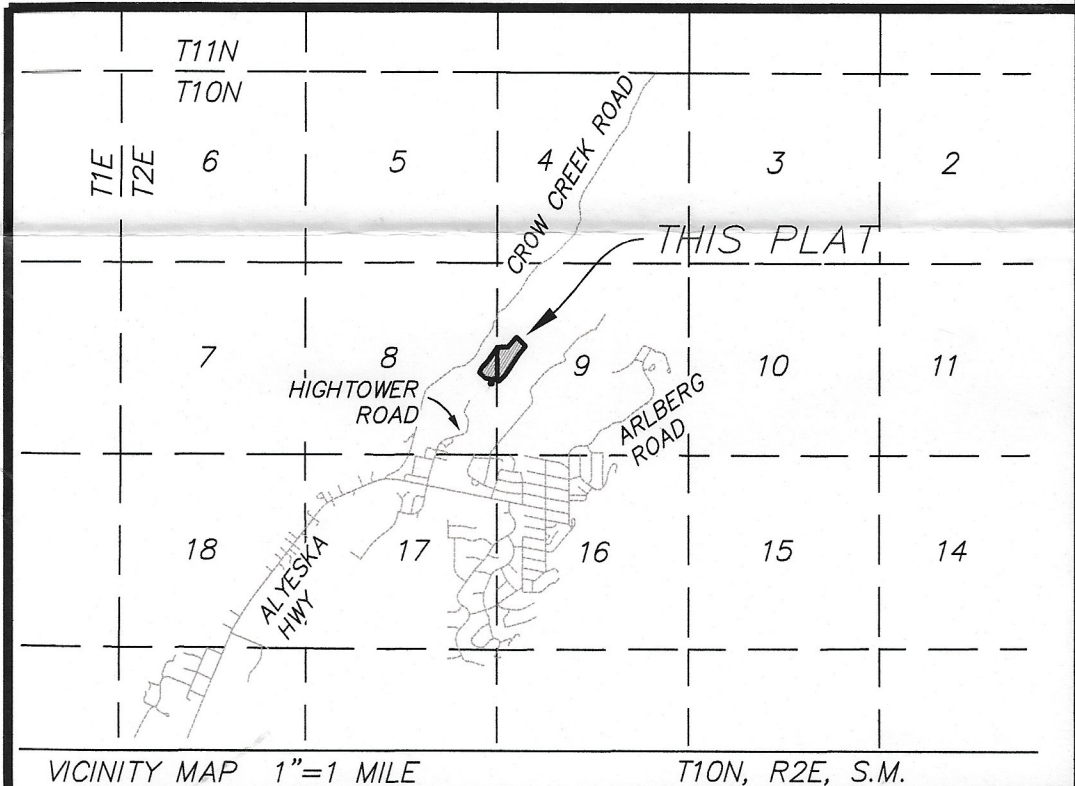 T11N
T10N
T1E
T2E
6
5
4
3
2
CROW CREEK ROAD
THIS PLAT
7
8
9
10
11
HIGHTOWER
ROAD
ARLBERG
ROAD
18
17
16
15
14
ALYESKA
HWY
VICINITY MAP 1"=1 MILE
T10N, R2E, S.M.